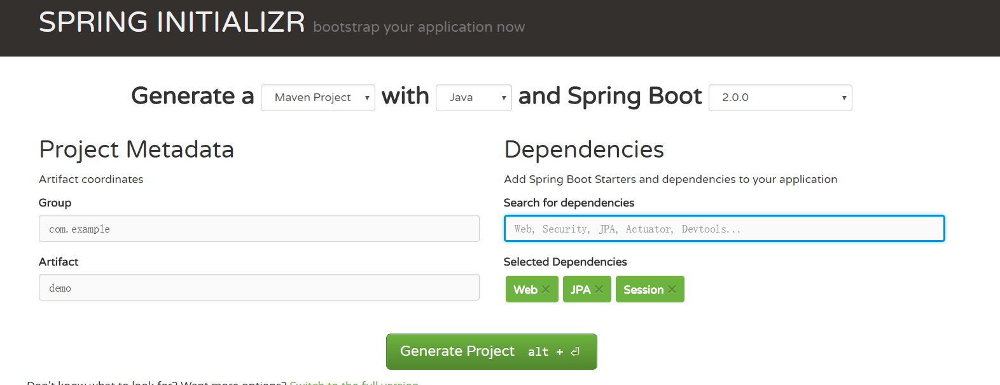 SPRING INITIALIZR bootstrap your application now
Generate a Maven Project with Java and Spring Boot 2.0.0
Project Metadata
Artifact coordinates
Group
com.example
Artifact
demo
Dependencies
Add Spring Boot Starters and dependencies to your application
Search for dependencies
Web, Security, JPA, Actuator, Devtools...
Selected Dependencies
Web × JPA × Session ×
Generate Project alt + ⏎
Don't know what to look for? Want more options? Switch to the full version